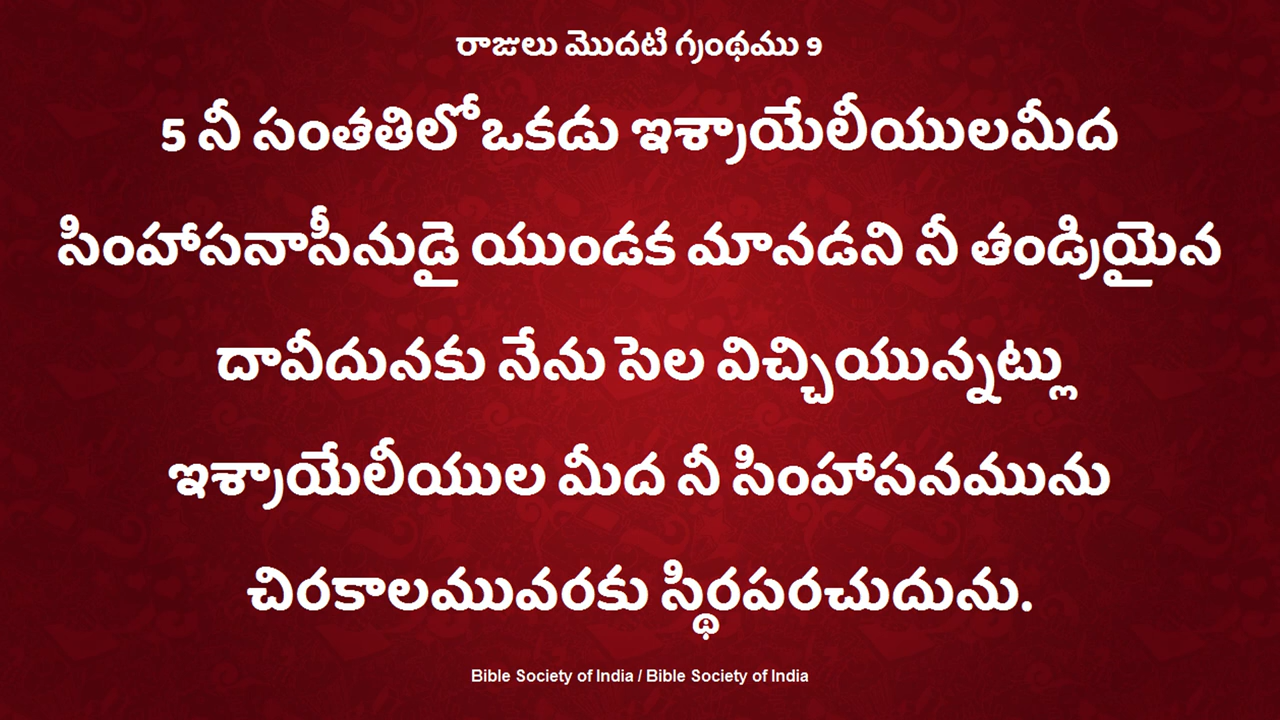 రాజులు మొదటి గ్రంథము 9
5 నీ సంతతిలోఒకడు ఇశ్రాయేలీయులమీద
సింహాసనాసీనుడై యుండక మానడని నీ తండ్రియైన
దావీదునకు నేను సెల విచ్చియున్నట్లు
ఇశ్రాయేలీయుల మీద నీ సింహాసనమును
చిరకాలమువరకు స్థిరపరచుదును.
Bible Society of India / Bible Society of India